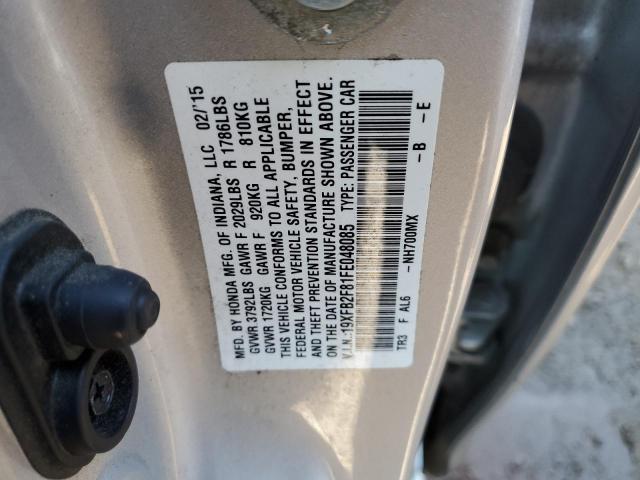 MFD. BY HONDA MFG. OF INDIANA, LLC 02/'15
GVWR 3792LBS GAWR F 2029LBS R 1786LBS
GVWR 1720KG GAWR F 920KG R 810KG
THIS VEHICLE CONFORMS TO ALL APPLICABLE
FEDERAL MOTOR VEHICLE SAFETY, BUMPER,
AND THEFT PREVENTION STANDARDS IN EFFECT
ON THE DATE OF MANUFACTURE SHOWN ABOVE.
V.I.N.:19XFB2F81FE048085 TYPE: PASSENGER CAR
-NH700MX -B -E
TR3 F AL6